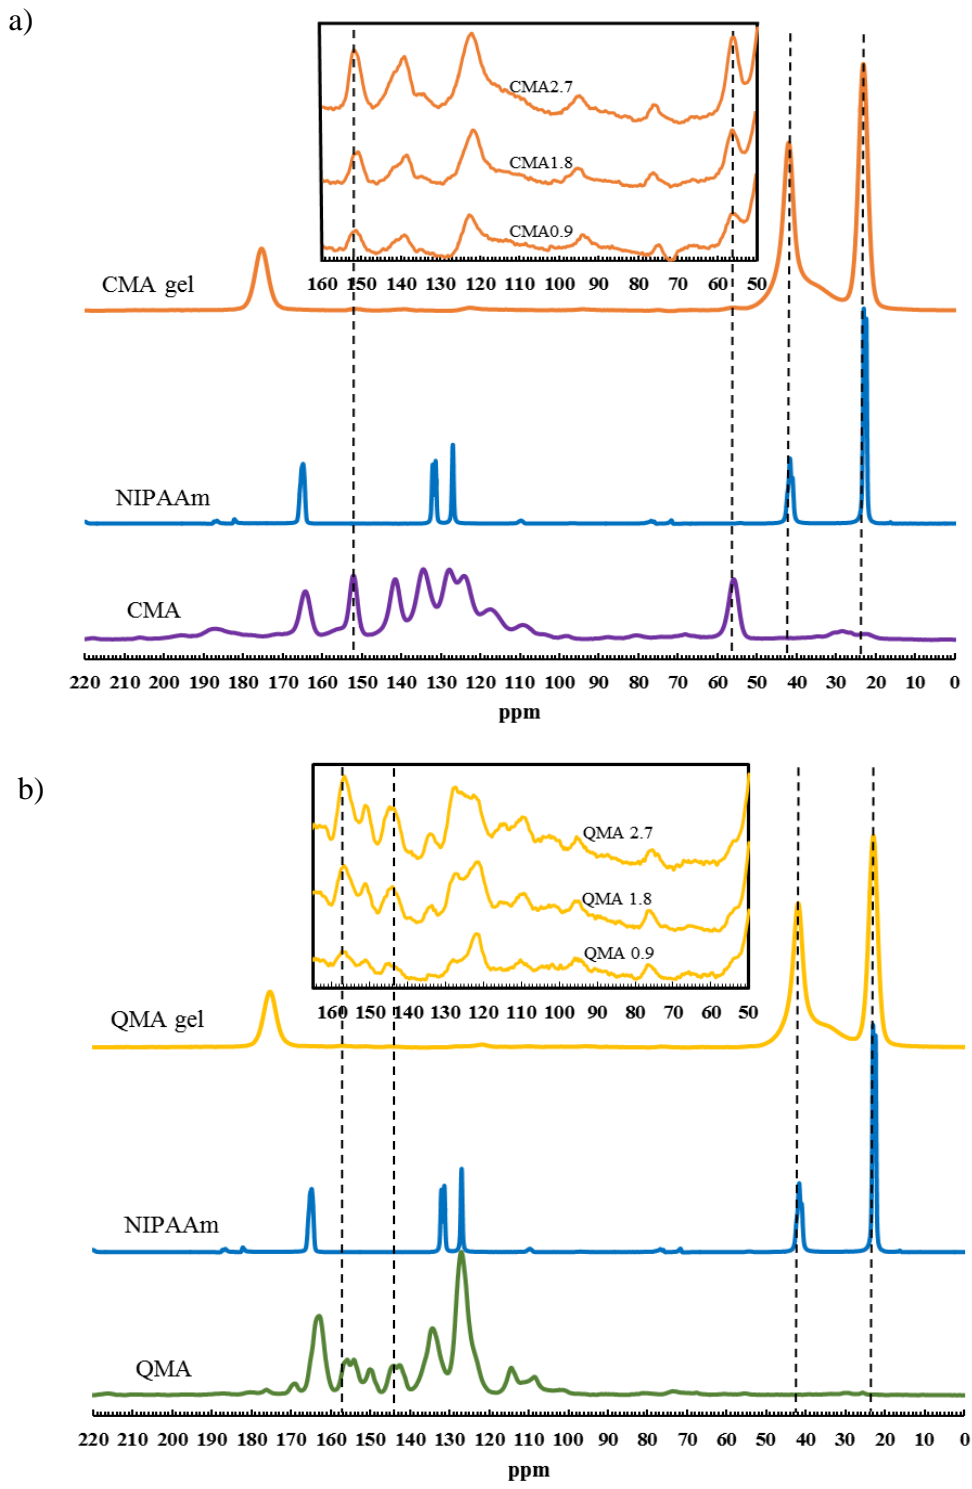 a)
CMA2.7
CMA1.8
CMA0.9
160 150 140 130 120 110 100 90 80 70 60 50
CMA gel
NIPAAm
CMA
220 210 200 190 180 170 160 150 140 130 120 110 100 90 80 70 60 50 40 30 20 10 0
ppm
b)
QMA 2.7
QMA 1.8
QMA 0.9
160 150 140 130 120 110 100 90 80 70 60 50
QMA gel
NIPAAm
QMA
220 210 200 190 180 170 160 150 140 130 120 110 100 90 80 70 60 50 40 30 20 10 0
ppm